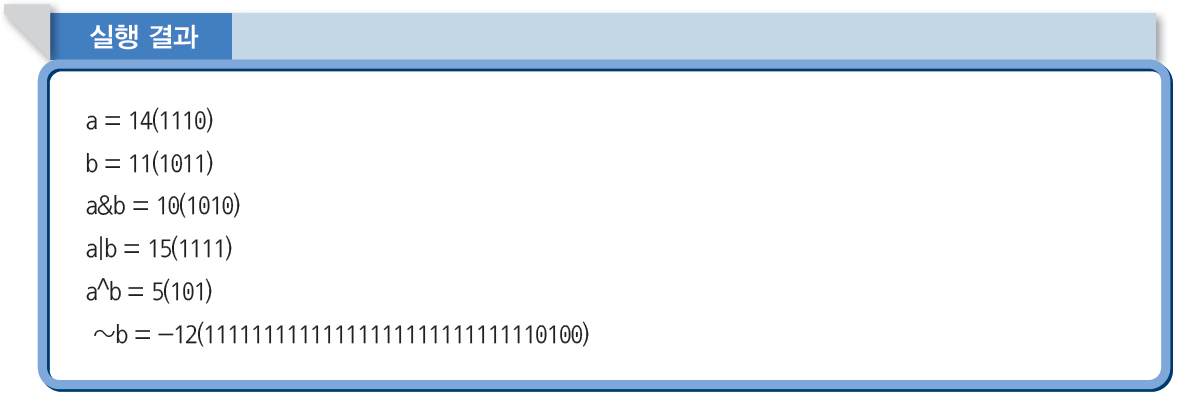 실행 결과
a = 14(1110)
b = 11(1011)
a&b = 10(1010)
a|b = 15(1111)
a^b = 5(101)
~b = −12(11111111111111111111111111110100)